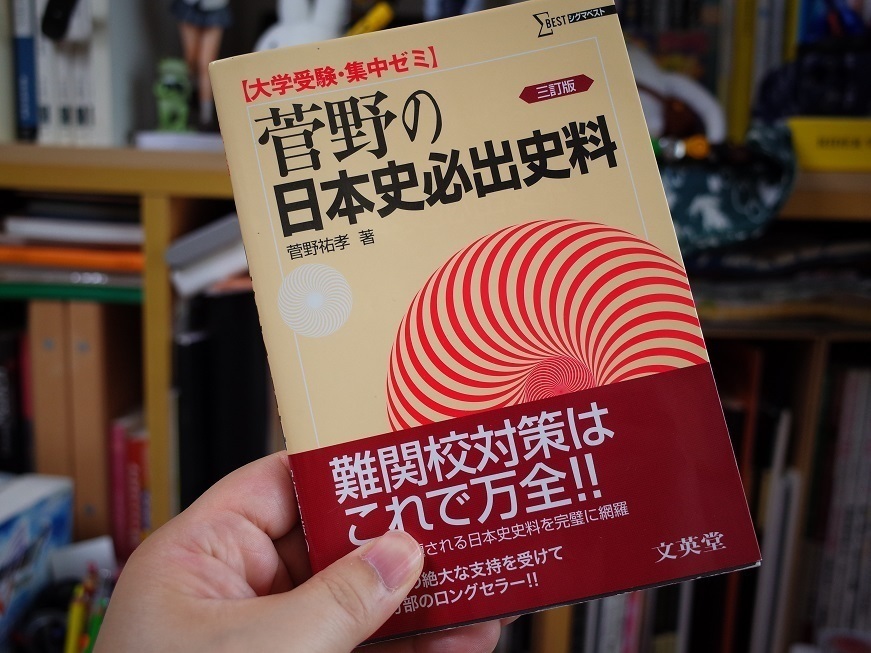 ΣBEST シグマベスト
【大学受験・集中ゼミ】
三訂版
菅野の
日本史必出史料
菅野祐孝 著
難関校対策は
これで万全!!
される日本史史料を完璧に網羅
の絶大な支持を受けて
部のロングセラー!!
文英堂